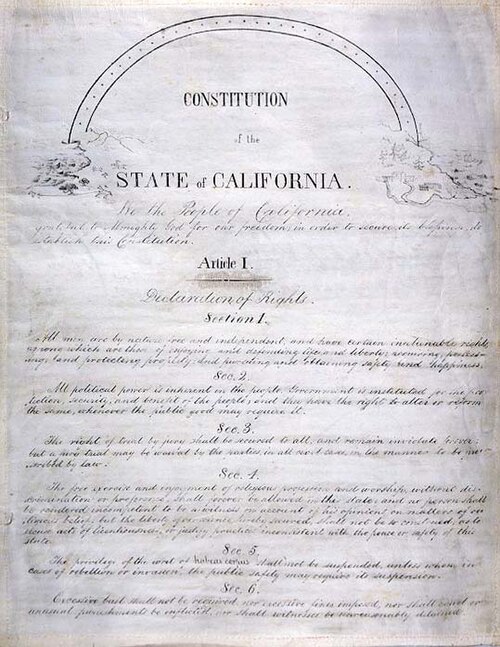 CONSTITUTION
of the
STATE of CALIFORNIA.
We the People of California,
grateful to Almighty God for our freedom, in order to secure its blessings, do
establish this Constitution.
Article I.
Declaration of Rights.
Section 1.
All men are by nature free and independent, and have certain inalienable rights,
among which are those of enjoying and defending life and liberty, acquiring, possess-
ing, and protecting property, and pursuing and obtaining safety and happiness.
Sec. 2.
All political power is inherent in the people. Government is instituted for the pro-
tection, security, and benefit of the people, and they have the right to alter or reform
the same, whenever the public good may require it.
Sec. 3.
The right of trial by jury shall be secured to all, and remain inviolate forever;
but a jury trial may be waived by the parties, in all civil cases, in the manner to be pre-
scribed by law.
Sec. 4.
The free exercise and enjoyment of religious profession and worship, without dis-
crimination or preference, shall forever be allowed in this state: and no person shall
be rendered incompetent to be a witness on account of his opinions on matters of re-
ligious belief; but the liberty of conscience, hereby secured, shall not be so construed, as to
excuse acts of licentiousness, or justify practices inconsistent with the peace or safety of this
state.
Sec. 5.
The privilege of the writ of habeas corpus shall not be suspended, unless when, in
cases of rebellion or invasion, the public safety may require its suspension.
Sec. 6.
Excessive bail shall not be required, nor excessive fines imposed, nor shall cruel or
unusual punishments be inflicted, nor shall witnesses be unreasonably detained.